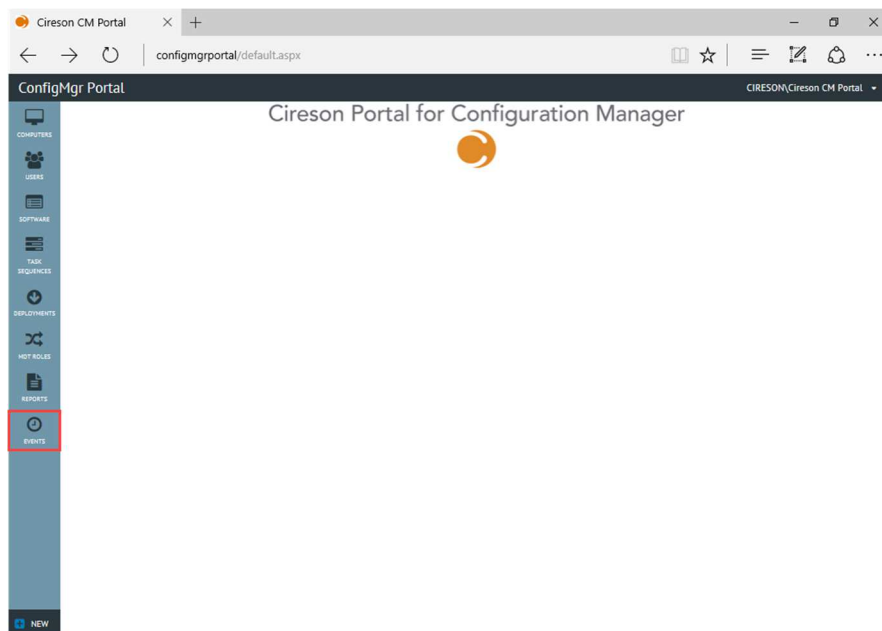 Cireson CM Portal
configmgrportal/default.aspx
ConfigMgr Portal
CIRESON\Cireson CM Portal
Cireson Portal for Configuration Manager
COMPUTERS
USERS
SOFTWARE
TASK
SEQUENCES
DEPLOYMENTS
MDT ROLES
REPORTS
EVENTS
NEW